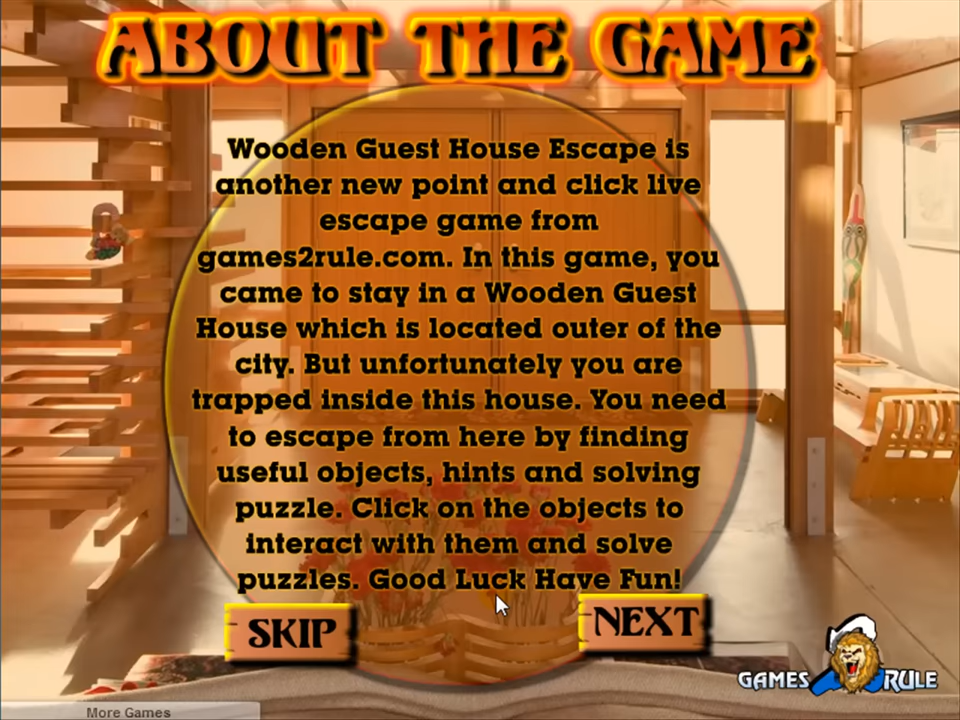 ABOUT THE GAME
Wooden Guest House Escape is
another new point and click live
escape game from
games2rule.com. In this game, you
came to stay in a Wooden Guest
House which is located outer of the
city. But unfortunately you are
trapped inside this house. You need
to escape from here by finding
useful objects, hints and solving
puzzle. Click on the objects to
interact with them and solve
puzzles. Good Luck Have Fun!
SKIP
NEXT
GAMES RULE
More Games